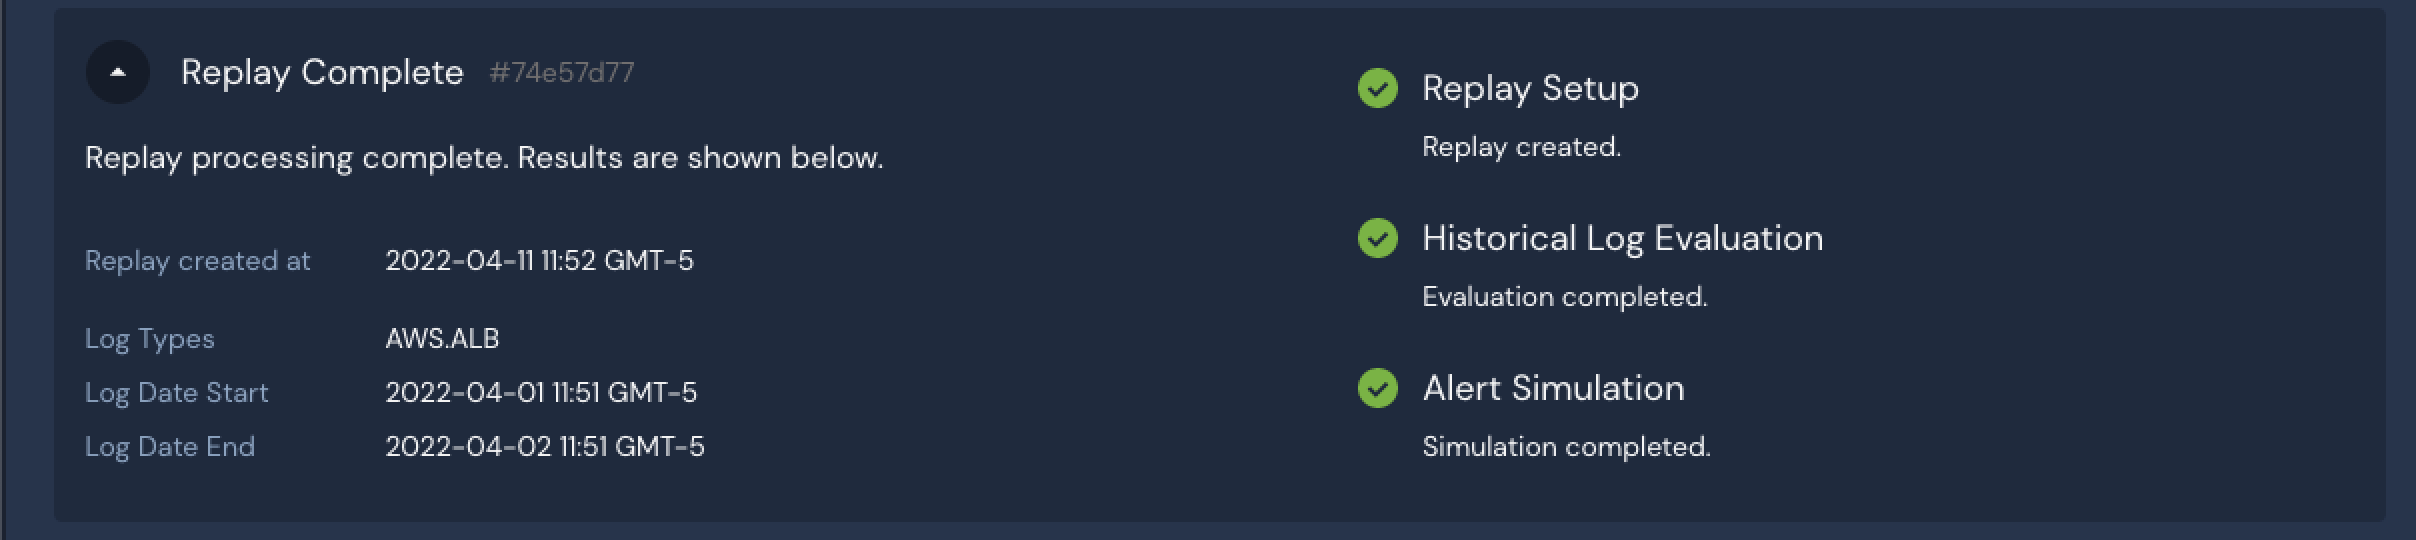 Replay Complete #74e57d77
Replay processing complete. Results are shown below.
Replay created at 2022-04-11 11:52 GMT-5
Log Types AWS.ALB
Log Date Start 2022-04-01 11:51 GMT-5
Log Date End 2022-04-02 11:51 GMT-5
Replay Setup
Replay created.
Historical Log Evaluation
Evaluation completed.
Alert Simulation
Simulation completed.